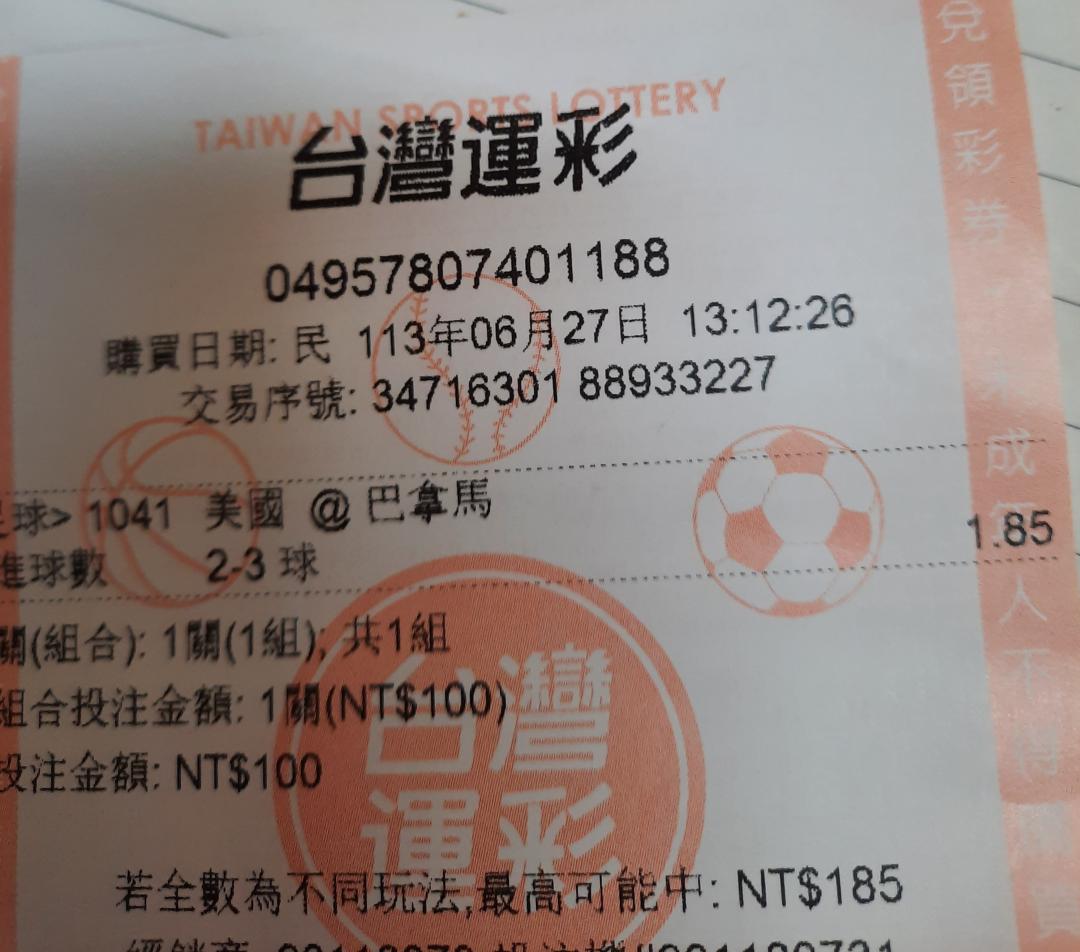 TAIWAN SPORTS LOTTERY
台灣運彩
04957807401188
購買日期: 民 113年06月27日 13:12:26
交易序號: 34716301 88933227
球> 1041 美國 @ 巴拿馬
1.85
進球數 2-3 球
關(組合): 1關(1組); 共1組
組合投注金額: 1關(NT$100)
投注金額: NT$100
台灣
運彩
若全數為不同玩法,最高可能中: NT$185
兌領彩券
未成年人不得